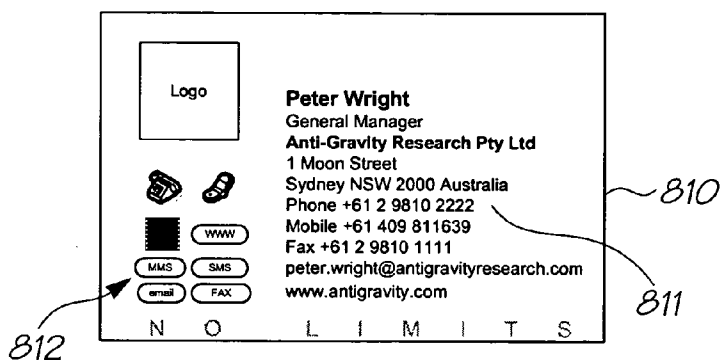 Logo
Peter Wright
General Manager
Anti-Gravity Research Pty Ltd
1 Moon Street
Sydney NSW 2000 Australia
Phone +61 2 9810 2222
Mobile +61 409 811639
Fax +61 2 9810 1111
peter.wright@antigravityresearch.com
www.antigravity.com
WWW
MMS SMS
email FAX
NO LIMITS
810
811
812